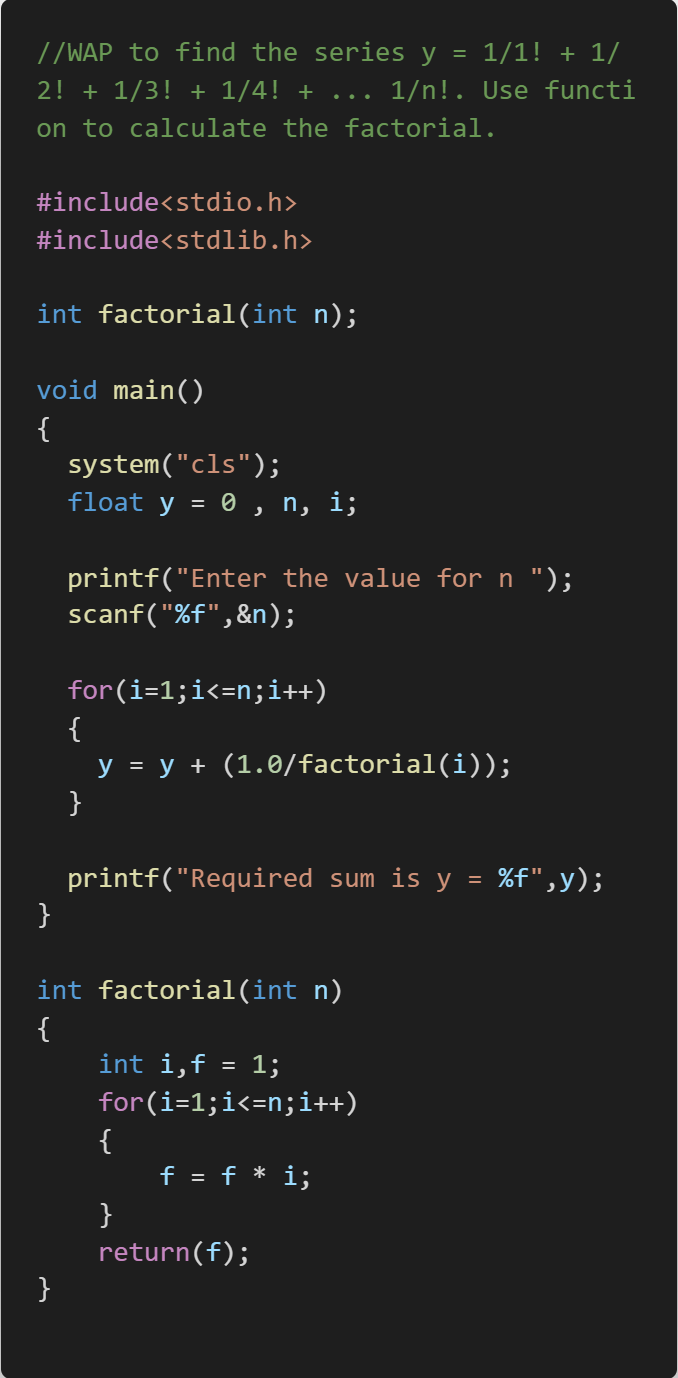 //WAP to find the series y = 1/1! + 1/
2! + 1/3! + 1/4! + ... 1/n!. Use functi
on to calculate the factorial.

#include<stdio.h>
#include<stdlib.h>

int factorial(int n);

void main()
{
  system("cls");
  float y = 0 , n, i;

  printf("Enter the value for n ");
  scanf("%f",&n);

  for(i=1;i<=n;i++)
  {
    y = y + (1.0/factorial(i));
  }

  printf("Required sum is y = %f",y);
}

int factorial(int n)
{
    int i,f = 1;
    for(i=1;i<=n;i++)
    {
        f = f * i;
    }
    return(f);
}